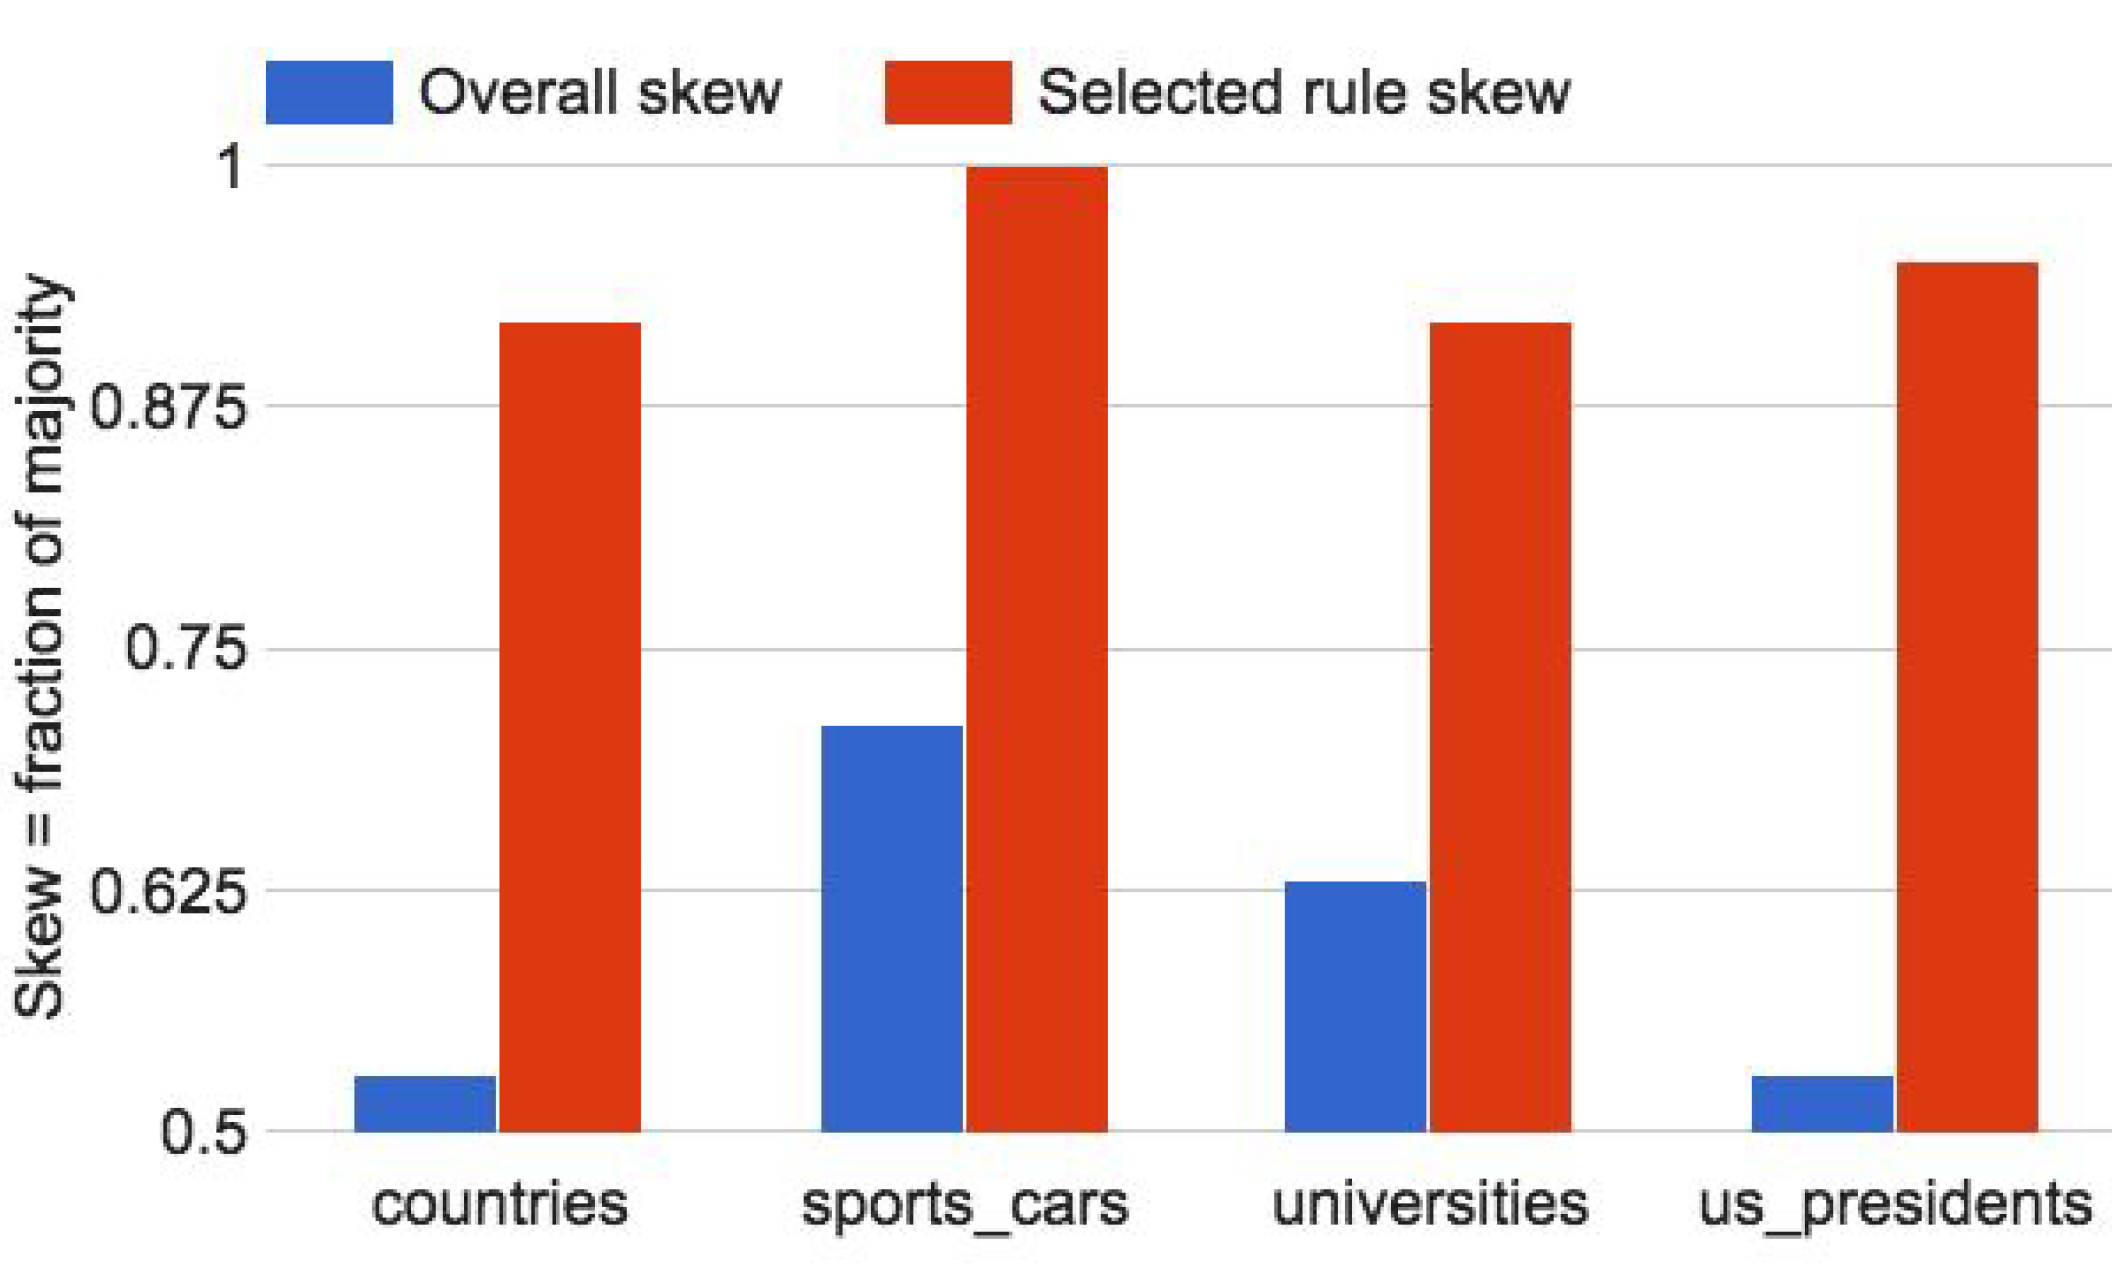 Overall skew Selected rule skew
1
0.875
0.75
0.625
0.5
Skew = fraction of majority
countries sports_cars universities us_presidents